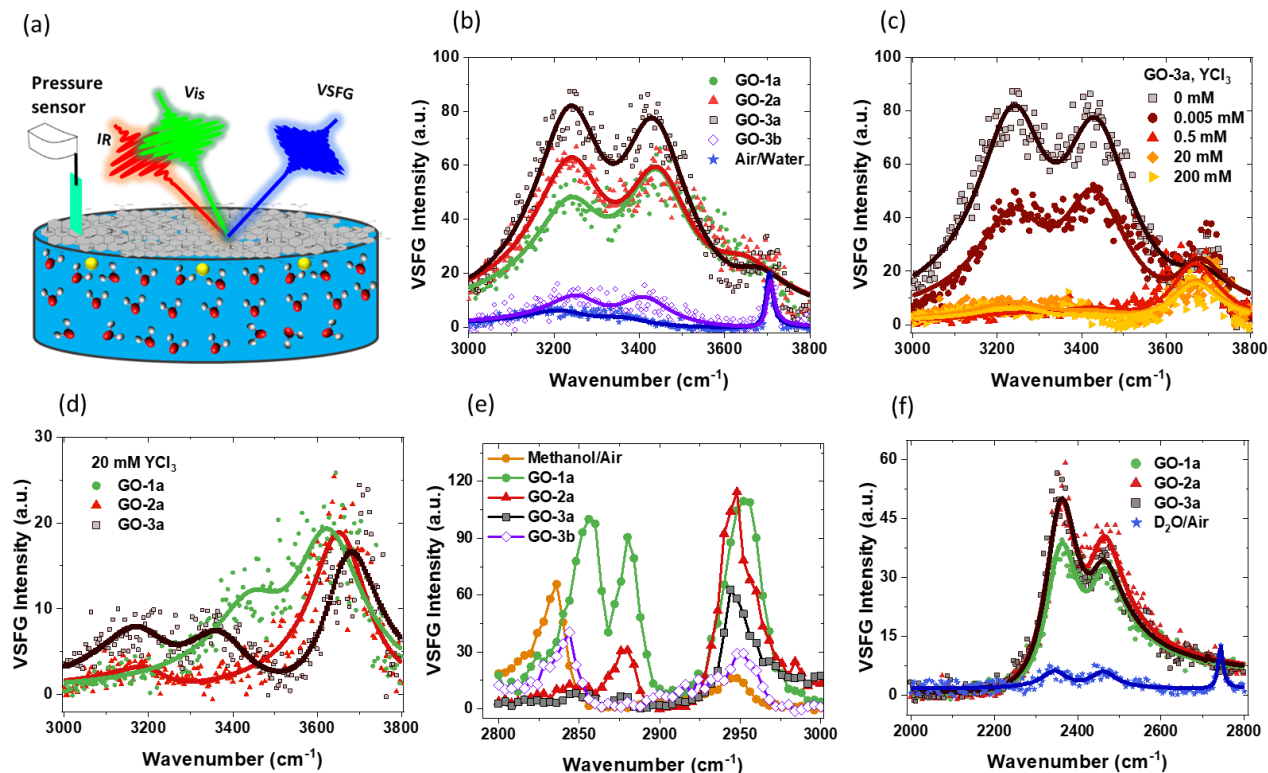 (a)
Pressure
sensor
IR
Vis
VSFG
(b)
VSFG Intensity (a.u.)
100
80
60
40
20
0
3000 3200 3400 3600 3800
Wavenumber (cm-1)
GO-1a
GO-2a
GO-3a
GO-3b
Air/Water
(c)
VSFG Intensity (a.u.)
100
80
60
40
20
0
3000 3200 3400 3600 3800
Wavenumber (cm-1)
GO-3a, YCl3
0 mM
0.005 mM
0.5 mM
20 mM
200 mM
(d)
VSFG Intensity (a.u.)
30
20
10
0
3000 3200 3400 3600 3800
Wavenumber (cm-1)
20 mM YCl3
GO-1a
GO-2a
GO-3a
(e)
VSFG Intensity (a.u.)
120
90
60
30
0
2800 2850 2900 2950 3000
Wavenumber (cm-1)
Methanol/Air
GO-1a
GO-2a
GO-3a
GO-3b
(f)
VSFG Intensity (a.u.)
60
45
30
15
0
2000 2200 2400 2600 2800
Wavenumber (cm-1)
GO-1a
GO-2a
GO-3a
D2O/Air